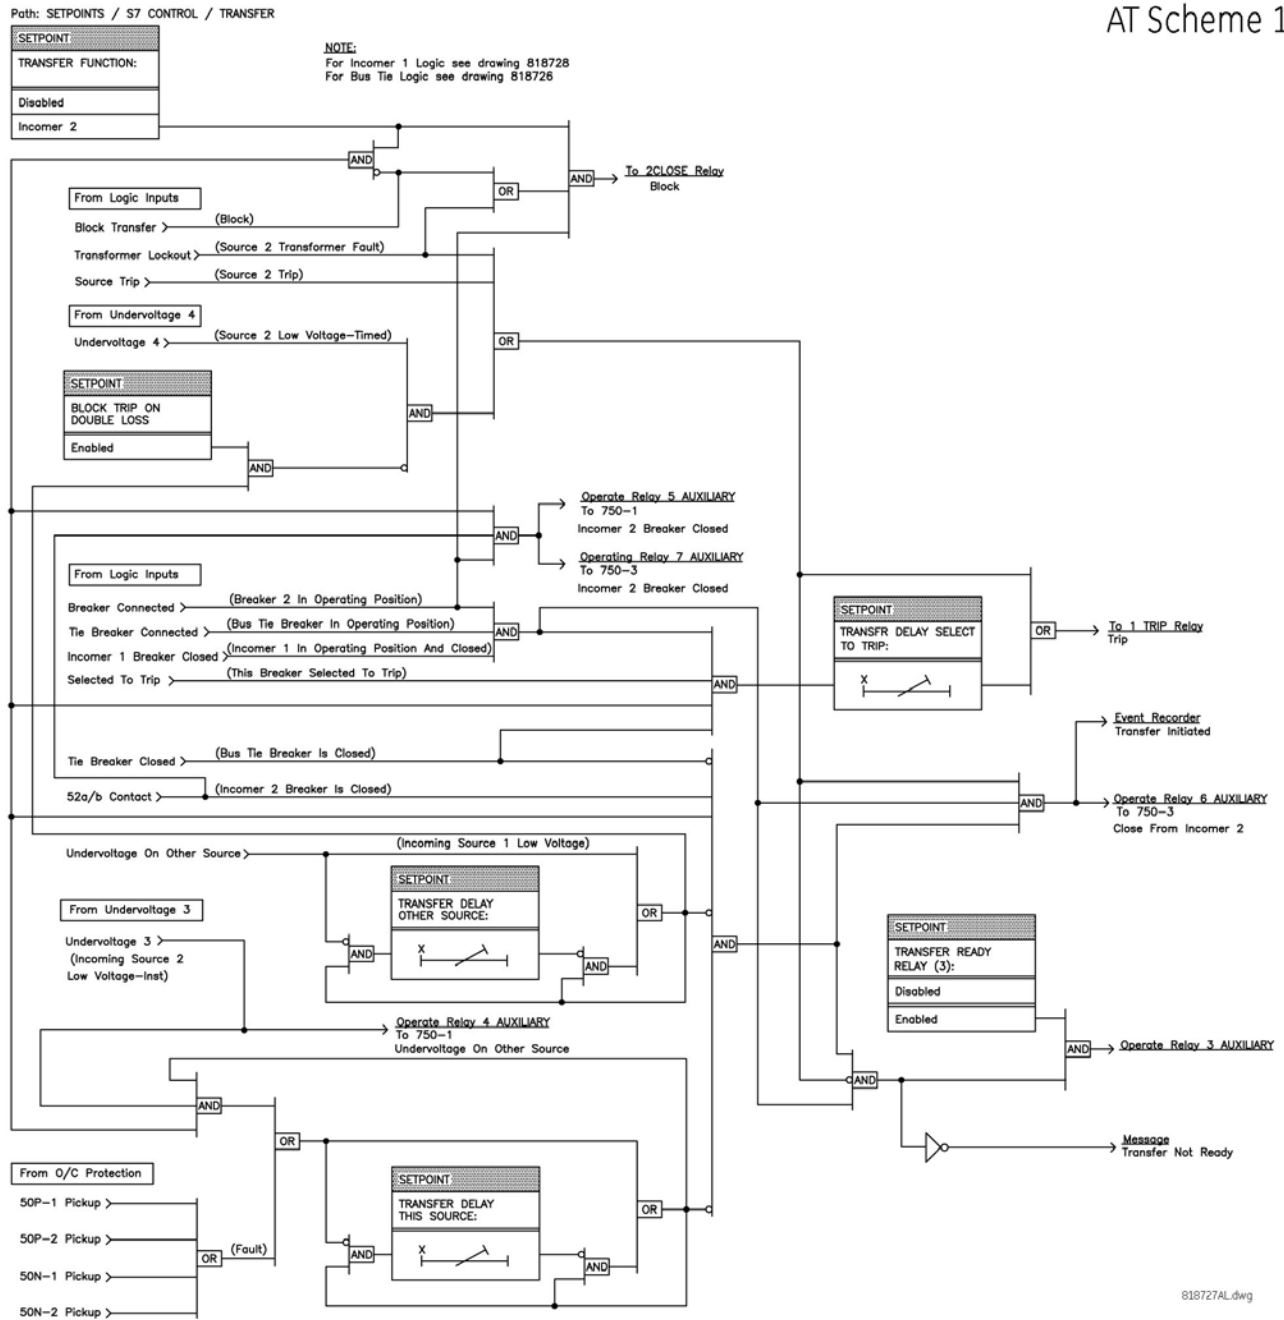 Path: SETPOINTS / S7 CONTROL / TRANSFER
AT Scheme 1
SETPOINT
TRANSFER FUNCTION:
Disabled
Incomer 2
NOTE:
For Incomer 1 Logic see drawing 818728
For Bus Tie Logic see drawing 818726
AND
OR
AND
To 2CLOSE Relay
Block
From Logic Inputs
Block Transfer
(Block)
Transformer Lockout
(Source 2 Transformer Fault)
Source Trip
(Source 2 Trip)
From Undervoltage 4
Undervoltage 4
(Source 2 Low Voltage-Timed)
OR
SETPOINT
BLOCK TRIP ON
DOUBLE LOSS
Enabled
AND
AND
AND
Operate Relay 5 AUXILIARY
To 750-1
Incomer 2 Breaker Closed
Operating Relay 7 AUXILIARY
To 750-3
Incomer 2 Breaker Closed
From Logic Inputs
Breaker Connected
(Breaker 2 In Operating Position)
Tie Breaker Connected
(Bus Tie Breaker In Operating Position)
AND
Incomer 1 Breaker Closed
(Incomer 1 In Operating Position And Closed)
Selected To Trip
(This Breaker Selected To Trip)
AND
SETPOINT
TRANSFR DELAY SELECT
TO TRIP:
X
OR
To 1 TRIP Relay
Trip
Tie Breaker Closed
(Bus Tie Breaker Is Closed)
52a/b Contact
(Incomer 2 Breaker Is Closed)
Event Recorder
Transfer Initiated
AND
Operate Relay 6 AUXILIARY
To 750-3
Close From Incomer 2
Undervoltage On Other Source
(Incoming Source 1 Low Voltage)
SETPOINT
TRANSFER DELAY
OTHER SOURCE:
X
AND
AND
OR
AND
From Undervoltage 3
Undervoltage 3
(Incoming Source 2
Low Voltage-Inst)
SETPOINT
TRANSFER READY
RELAY (3):
Disabled
Enabled
Operate Relay 4 AUXILIARY
To 750-1
Undervoltage On Other Source
AND
Operate Relay 3 AUXILIARY
AND
AND
OR
Message
Transfer Not Ready
From O/C Protection
50P-1 Pickup
50P-2 Pickup
50N-1 Pickup
50N-2 Pickup
OR
(Fault)
SETPOINT
TRANSFER DELAY
THIS SOURCE:
X
AND
AND
OR
818727AL.dwg